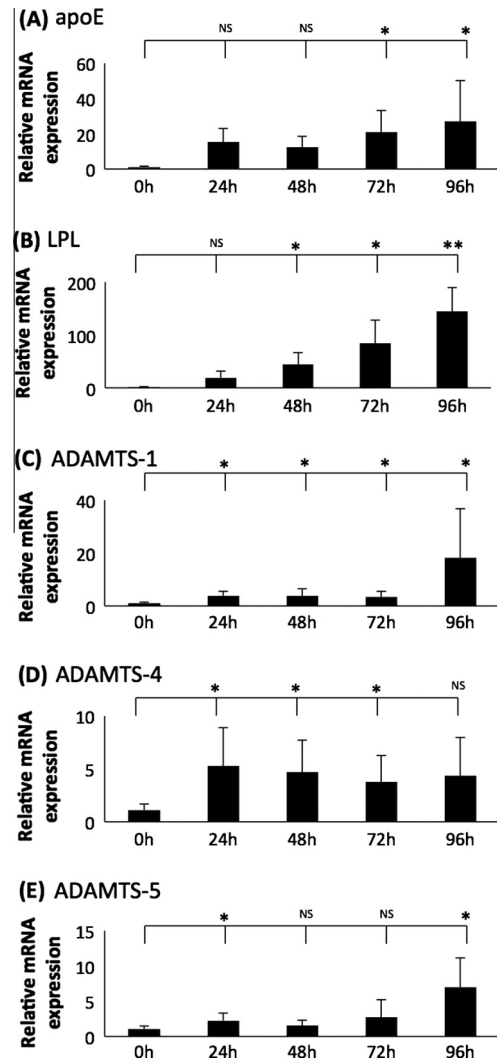 (A) apoE
NS NS * *
Relative mRNA
expression
60
40
20
0
0h 24h 48h 72h 96h
(B) LPL
NS * * **
Relative mRNA
expression
200
100
0
0h 24h 48h 72h 96h
(C) ADAMTS-1
* * * *
Relative mRNA
expression
40
20
0
0h 24h 48h 72h 96h
(D) ADAMTS-4
* * * NS
Relative mRNA
expression
10
5
0
0h 24h 48h 72h 96h
(E) ADAMTS-5
* NS NS *
Relative mRNA
expression
15
10
5
0
0h 24h 48h 72h 96h